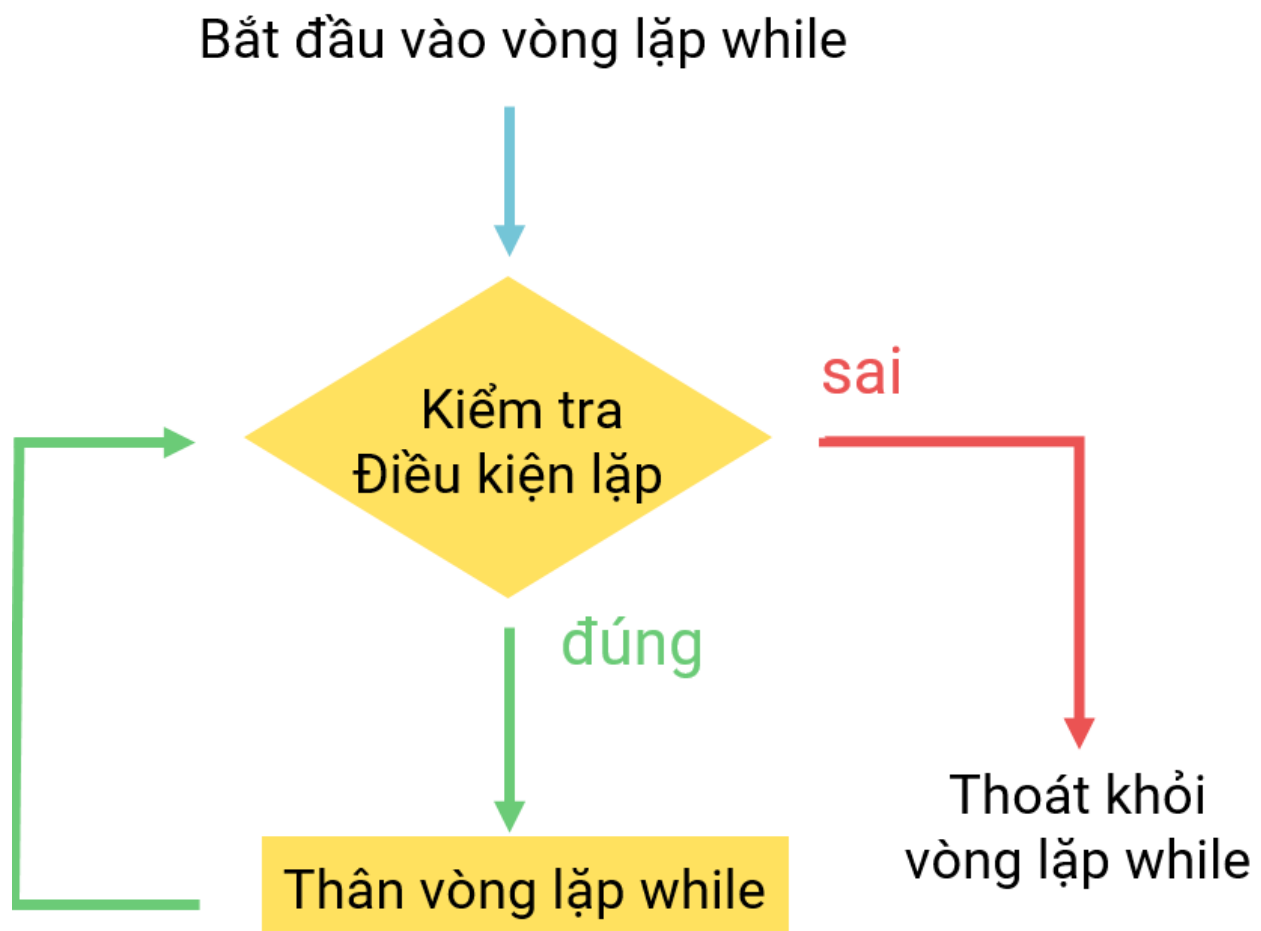 Bắt đầu vào vòng lặp while
sai
Kiểm tra
Điều kiện lặp
đúng
Thoát khỏi
vòng lặp while
Thân vòng lặp while